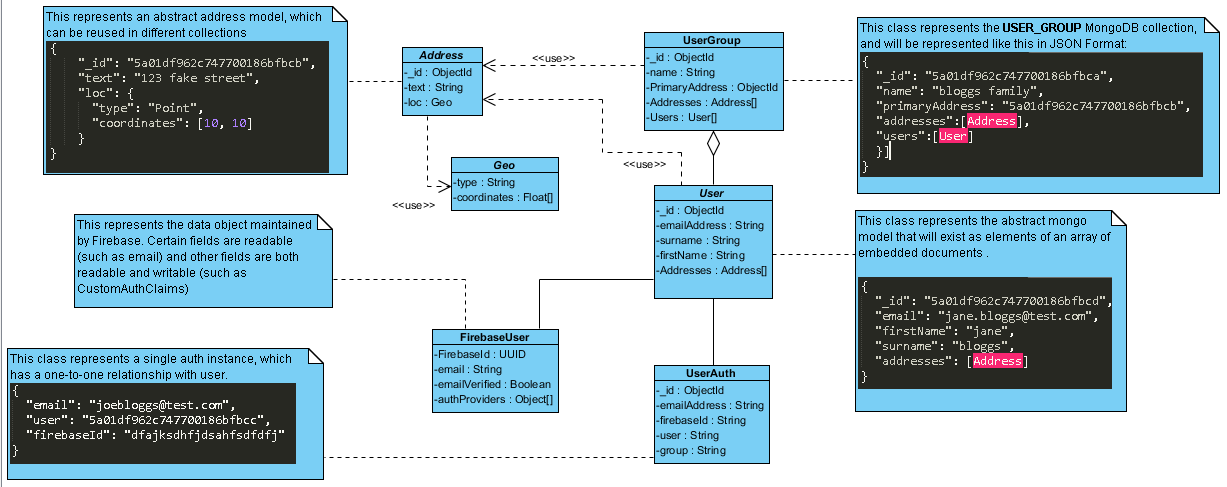 This represents an abstract address model, which
can be reused in different collections
{
"_id": "5a01df962c747700186bfbcb",
"text": "123 fake street",
"loc": {
"type": "Point",
"coordinates": [10, 10]
}
}
Address
-_id : ObjectId
-text : String
-loc : Geo
<<use>>
UserGroup
-_id : ObjectId
-name : String
-PrimaryAddress : ObjectId
-Addresses : Address[]
-Users : User[]
This class represents the USER_GROUP MongoDB collection,
and will be represented like this in JSON Format:
{
"_id": "5a01df962c747700186bfbca",
"name": "bloggs family",
"primaryAddress": "5a01df962c747700186bfbcb",
"addresses":[Address],
"users":[User]
}]
}
<<use>>
Geo
-type : String
-coordinates : Float[]
<<use>>
User
-_id : ObjectId
-emailAddress : String
-surname : String
-firstName : String
-Addresses : Address[]
This class represents the abstract mongo
model that will exist as elements of an array of
embedded documents .
{
"_id": "5a01df962c747700186bfbcd",
"email": "jane.bloggs@test.com",
"firstName": "jane",
"surname": "bloggs",
"addresses": [Address]
}
This represents the data object maintained
by Firebase. Certain fields are readable
(such as email) and other fields are both
readable and writable (such as
CustomAuthClaims)
FirebaseUser
-FirebaseId : UUID
-email : String
-emailVerified : Boolean
-authProviders : Object[]
This class represents a single auth instance, which
has a one-to-one relationship with user.
{
"email": "joebloggs@test.com",
"user": "5a01df962c747700186bfbcc",
"firebaseId": "dfajksdhfjdsahfsdfdfj"
}
UserAuth
-_id : ObjectId
-emailAddress : String
-firebaseId : String
-user : String
-group : String